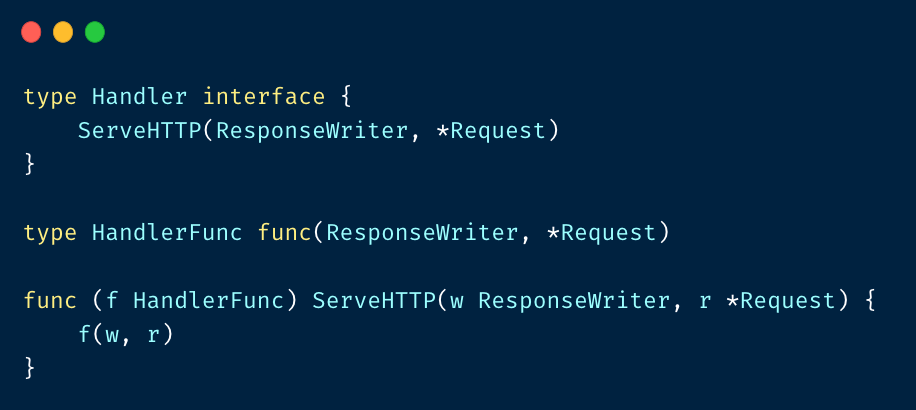 type Handler interface {
    ServeHTTP(ResponseWriter, *Request)
}

type HandlerFunc func(ResponseWriter, *Request)

func (f HandlerFunc) ServeHTTP(w ResponseWriter, r *Request) {
    f(w, r)
}